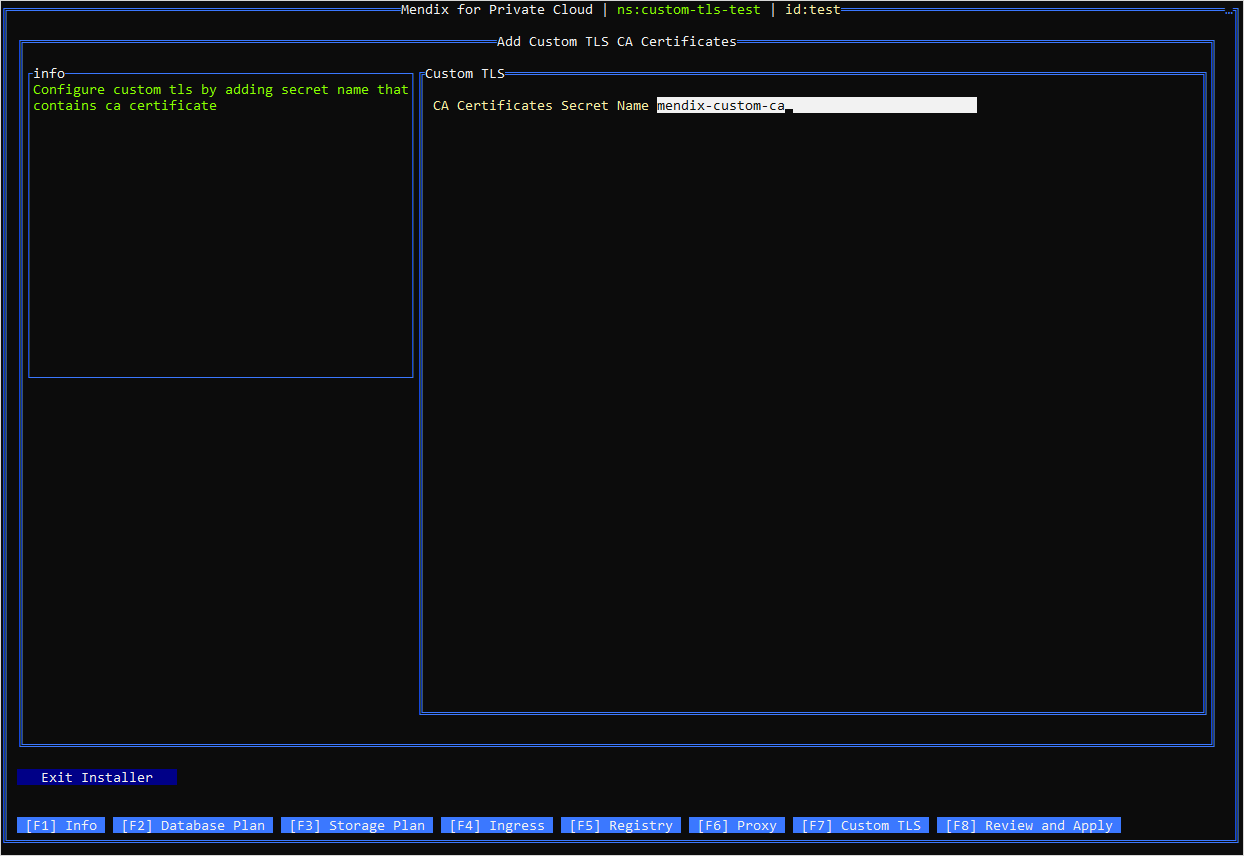 Mendix for Private Cloud | ns:custom-tls-test | id:test
Add Custom TLS CA Certificates
info
Configure custom tls by adding secret name that
contains ca certificate
Custom TLS
CA Certificates Secret Name mendix-custom-ca
Exit Installer
[F1] Info [F2] Database Plan [F3] Storage Plan [F4] Ingress [F5] Registry [F6] Proxy [F7] Custom TLS [F8] Review and Apply